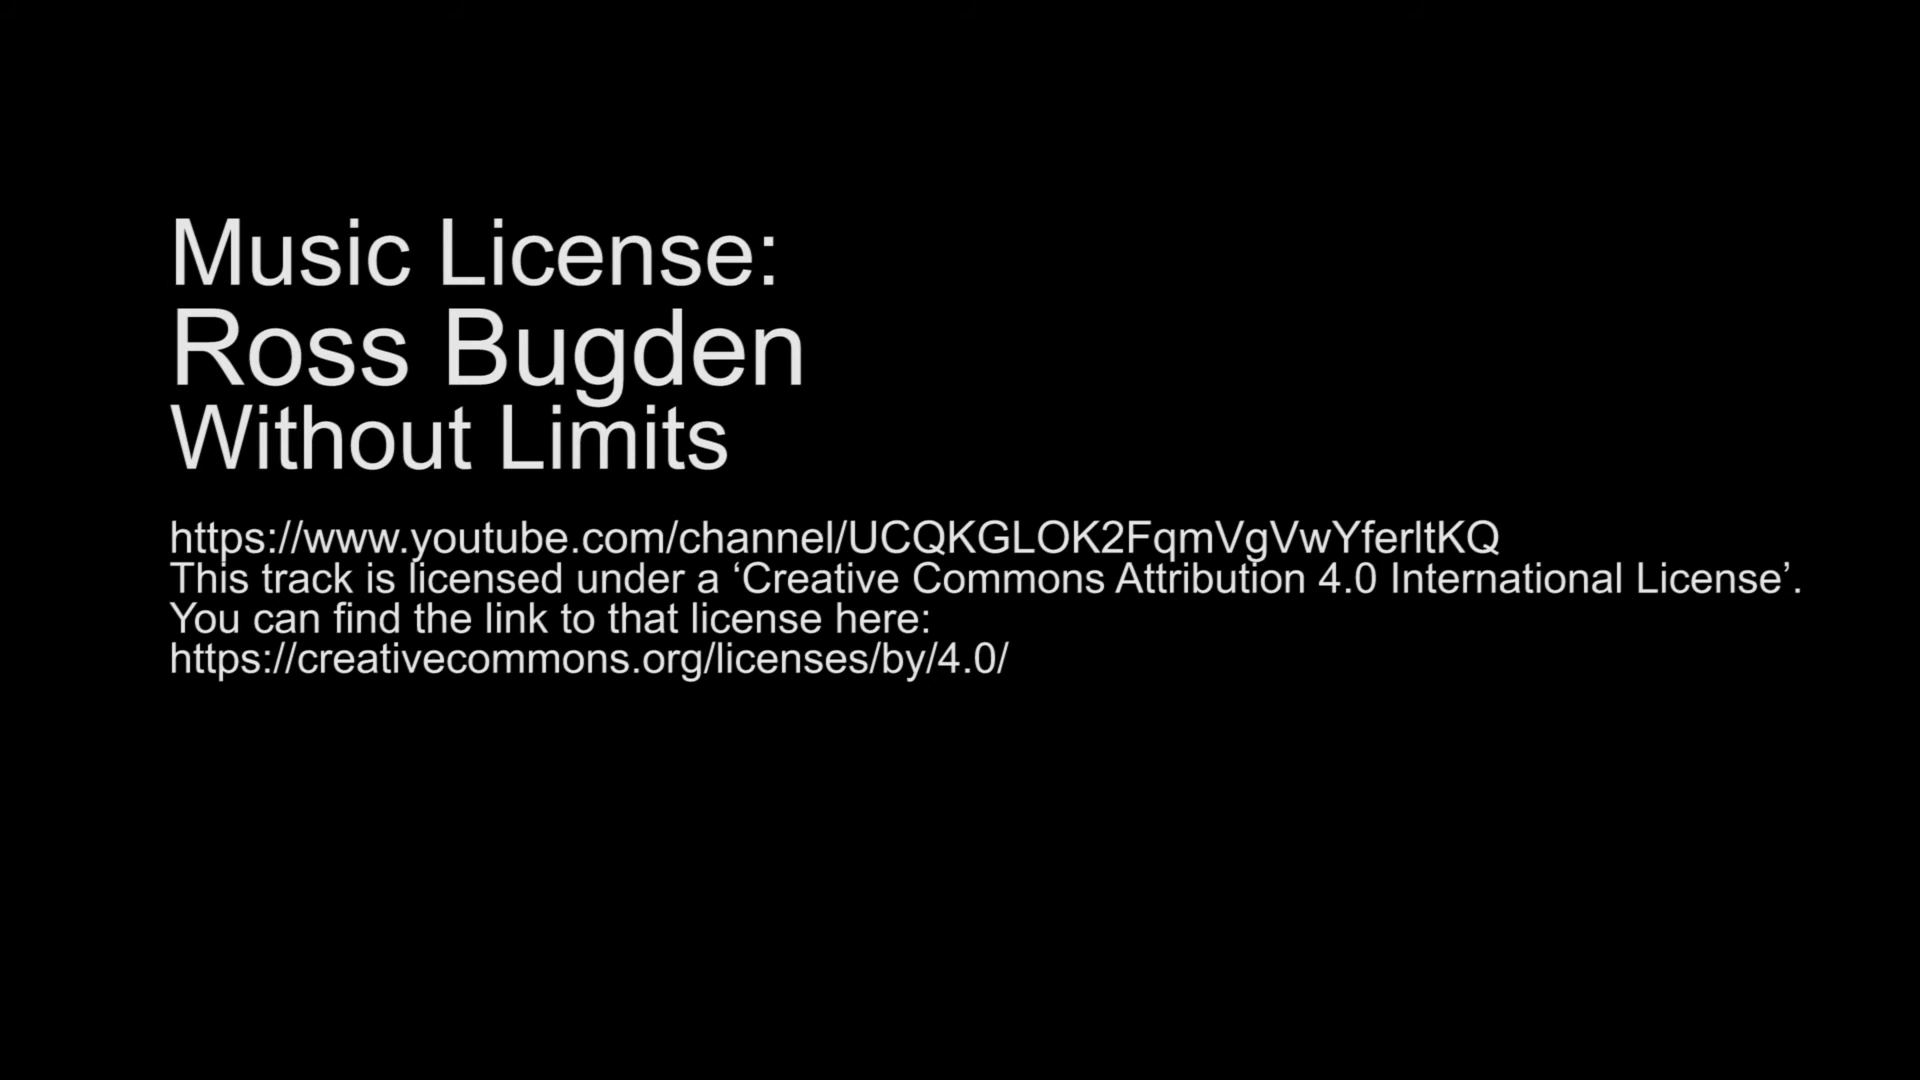 Music License:
Ross Bugden
Without Limits
https://www.youtube.com/channel/UCQKGLOK2FqmVgVwYferltKQ
This track is licensed under a ‘Creative Commons Attribution 4.0 International License’.
You can find the link to that license here:
https://creativecommons.org/licenses/by/4.0/